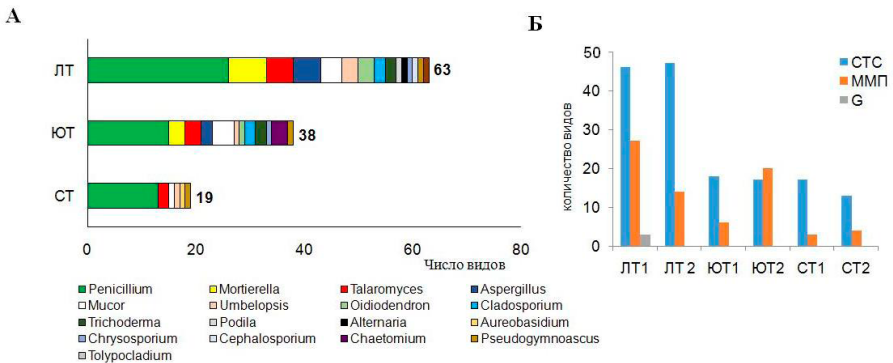 А
Б
ЛТ
63
ЮТ
38
СТ
19
0 20 40 60 80
Число видов
Penicillium Mortierella Talaromyces Aspergillus
Mucor Umbelopsis Oidiodendron Cladosporium
Trichoderma Podila Alternaria Aureobasidium
Chrysosporium Cephalosporium Chaetomium Pseudogymnoascus
Tolypocladium
количество видов
50
40
30
20
10
0
СТС
ММП
G
ЛТ1 ЛТ 2 ЮТ1 ЮТ2 СТ1 СТ2